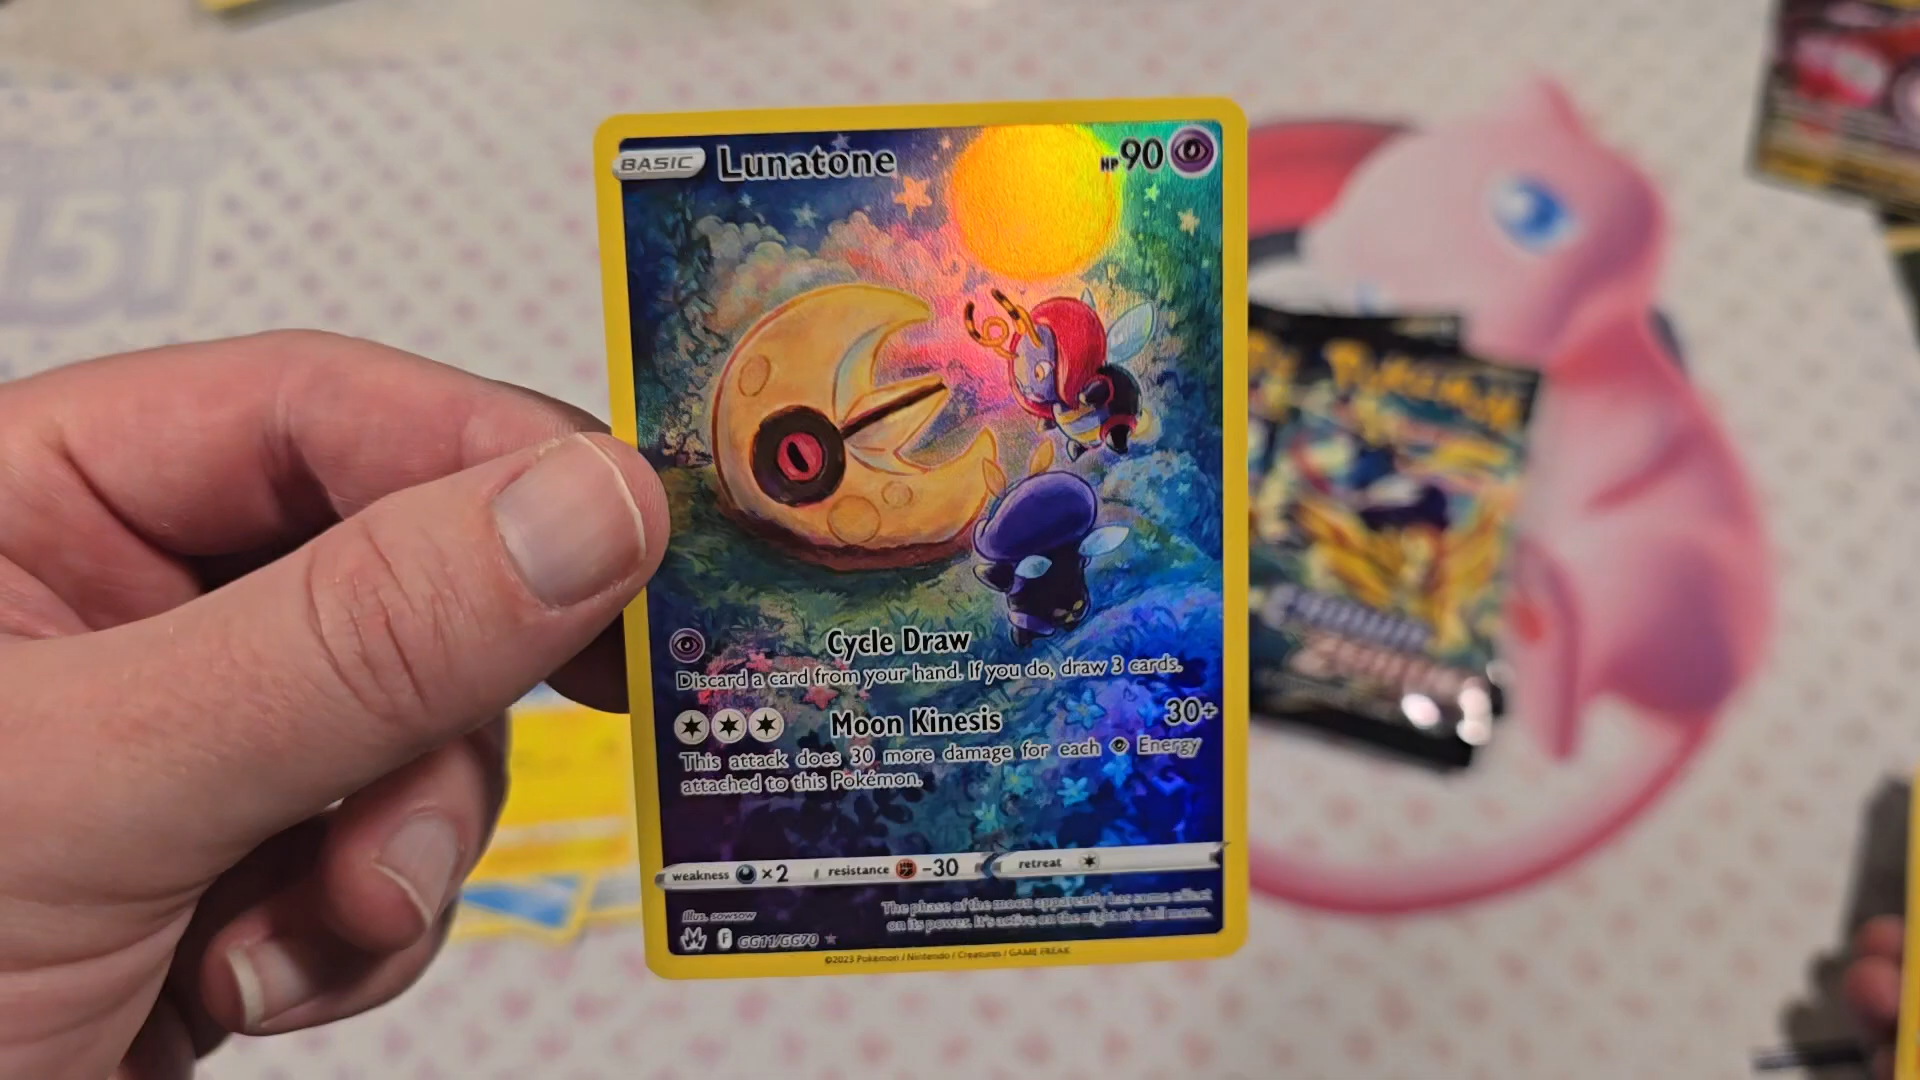 151
BASIC Lunatone HP 90
Cycle Draw
Discard a card from your hand. If you do, draw 3 cards.
Moon Kinesis 30+
This attack does 30 more damage for each Energy
attached to this Pokémon.
weakness ×2 resistance -30 retreat
Illus. sowsow
The phase of the moon apparently has some effect
on its power. It's active on the night of a full moon.
F GG11/GG70
©2023 Pokémon / Nintendo / Creatures / GAME FREAK
POKÉMON
CROWN
ZENITH